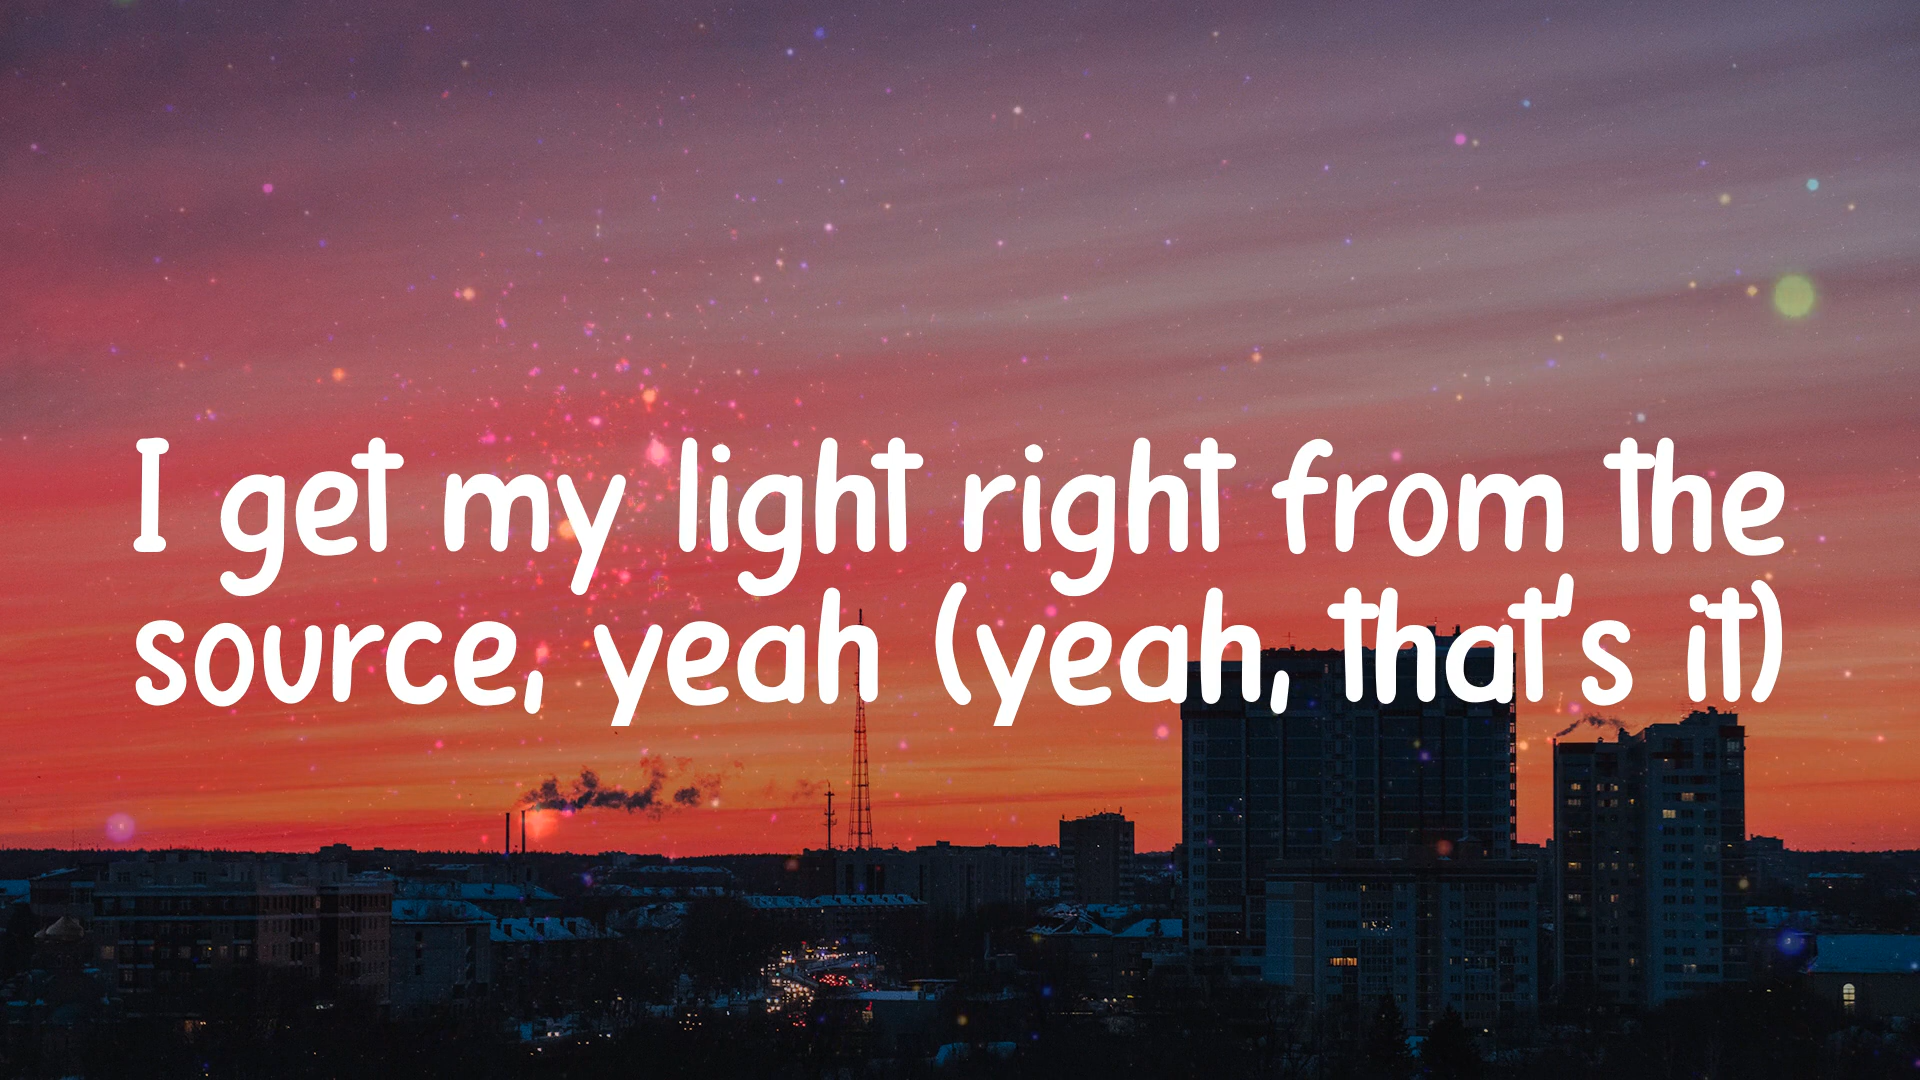 I get my light right from the
source, yeah (yeah, that's it)